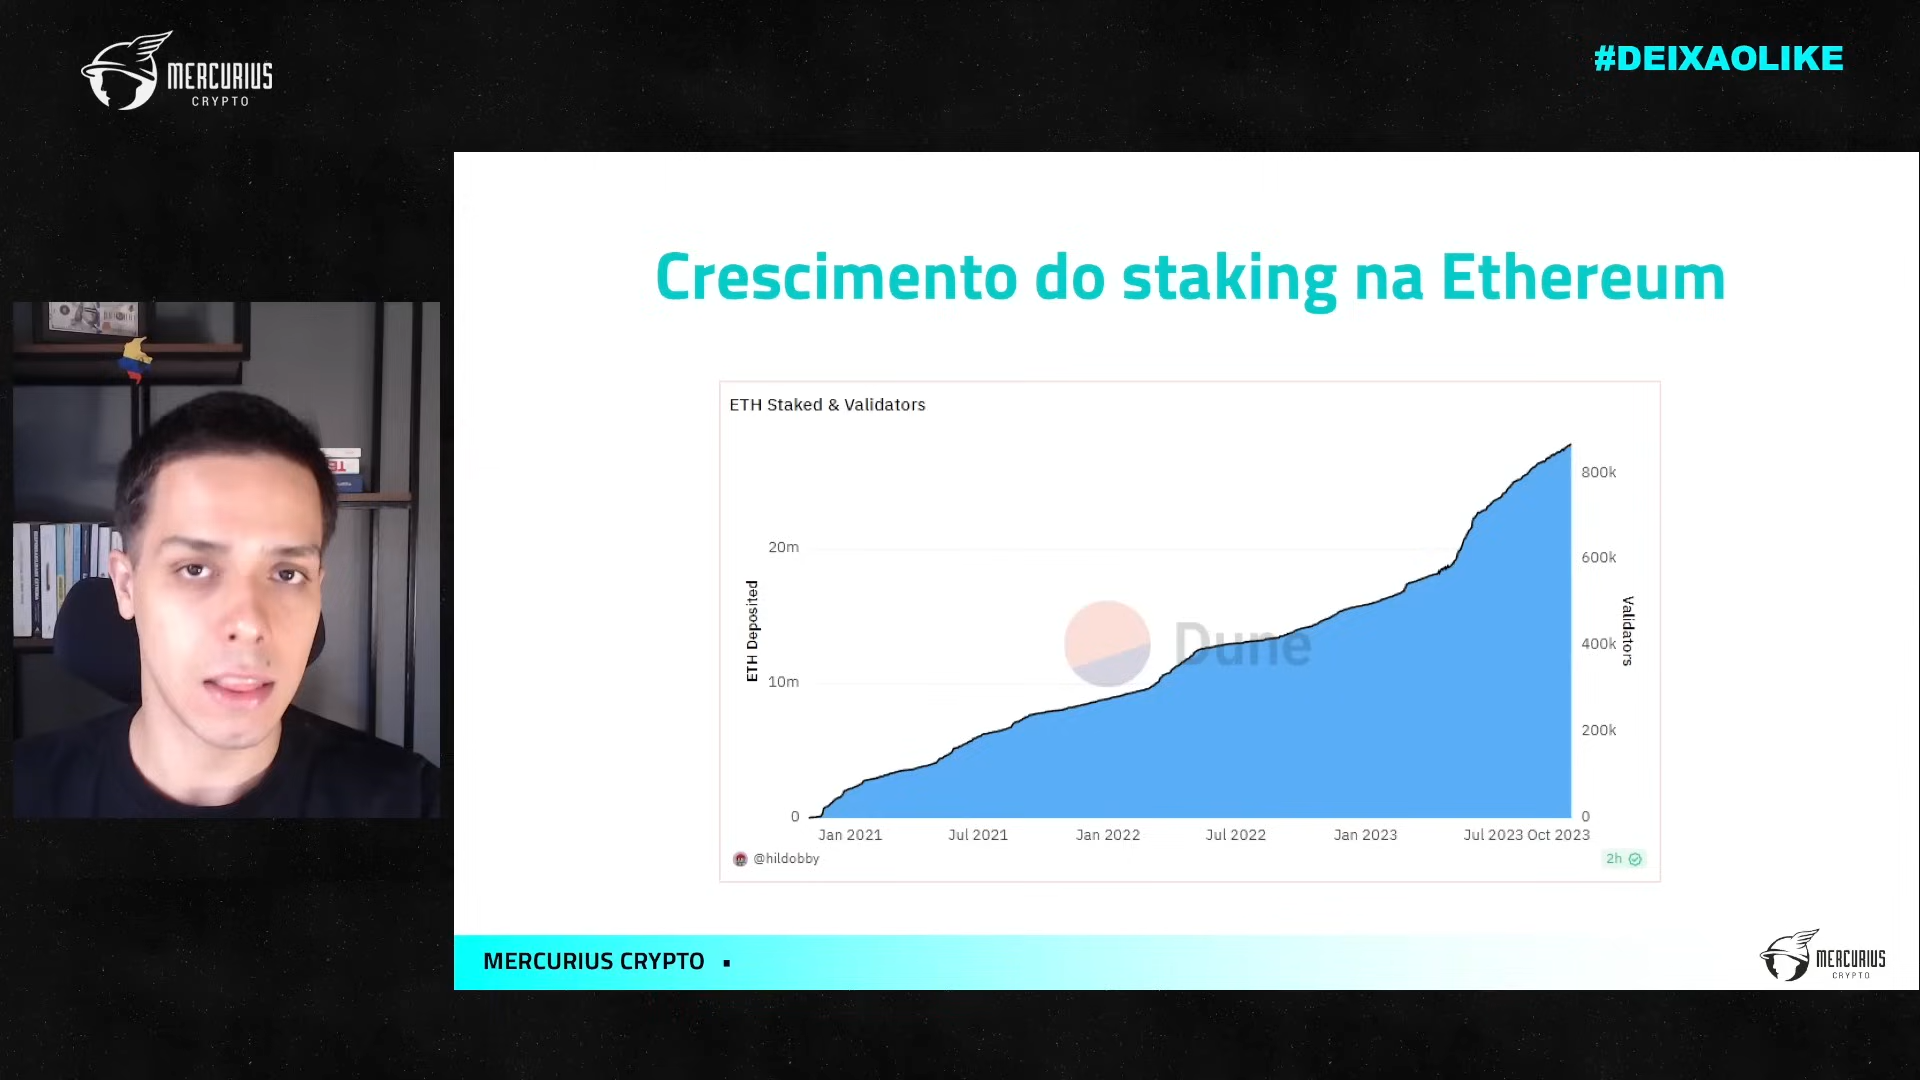 MERCURIUS
CRYPTO
#DEIXAOLIKE
Crescimento do staking na Ethereum
ETH Staked & Validators
800k
20m
600k
ETH Deposited
Validators
Dune
400k
10m
200k
0
0
Jan 2021
Jul 2021
Jan 2022
Jul 2022
Jan 2023
Jul 2023
Oct 2023
@hildobby
2h
MERCURIUS CRYPTO
MERCURIUS
CRYPTO